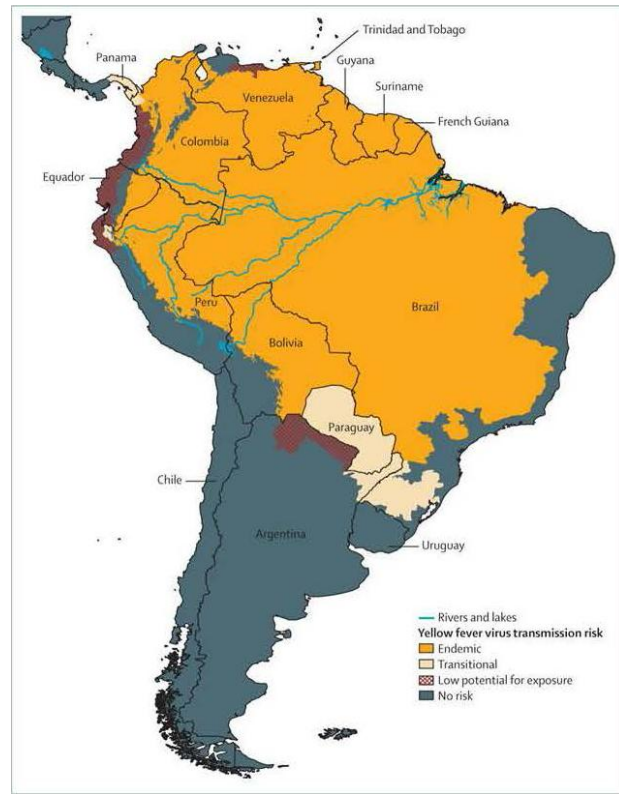 Trinidad and Tobago
Panama
Guyana
Venezuela
Suriname
French Guiana
Colombia
Equador
Peru
Brazil
Bolivia
Paraguay
Chile
Argentina
Uruguay
Rivers and lakes
Yellow fever virus transmission risk
Endemic
Transitional
Low potential for exposure
No risk